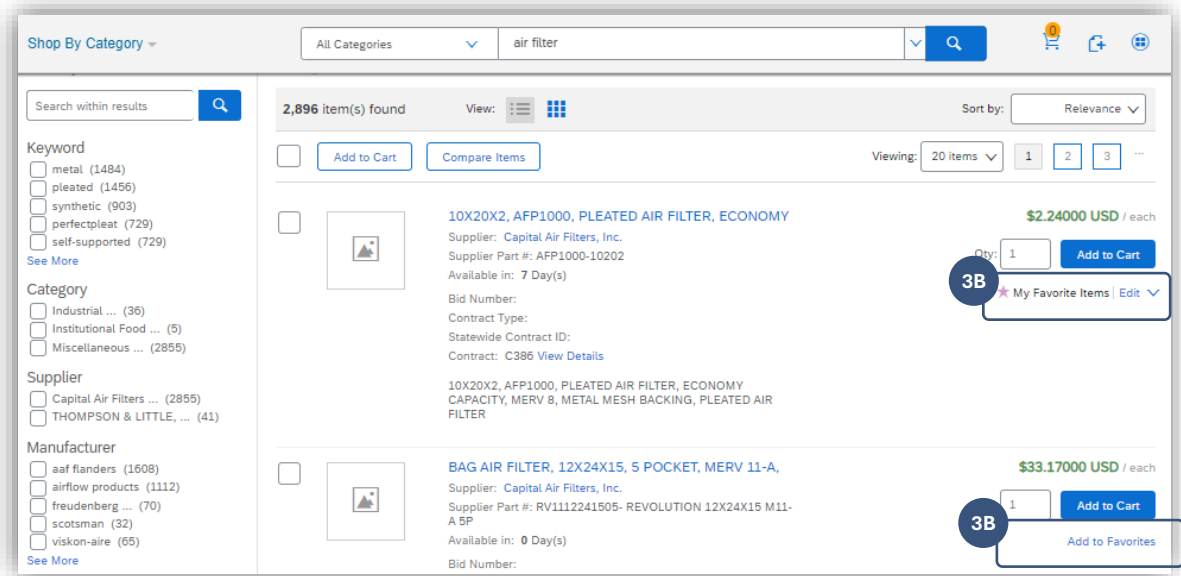 Shop By Category
All Categories
air filter
0
Search within results
2,896 item(s) found
View:
Sort by:
Relevance
Add to Cart
Compare Items
Viewing:
20 items
1
2
3
...
Keyword
metal (1484)
pleated (1456)
synthetic (903)
perfectpleat (729)
self-supported (729)
See More
Category
Industrial ... (36)
Institutional Food ... (5)
Miscellaneous ... (2855)
Supplier
Capital Air Filters ... (2855)
THOMPSON & LITTLE, ... (41)
Manufacturer
aaf flanders (1608)
airflow products (1112)
freudenberg ... (70)
scotsman (32)
viskon-aire (65)
See More
10X20X2, AFP1000, PLEATED AIR FILTER, ECONOMY
Supplier: Capital Air Filters, Inc.
Supplier Part #: AFP1000-10202
Available in: 7 Day(s)
Bid Number:
Contract Type:
Statewide Contract ID:
Contract: C386 View Details
10X20X2, AFP1000, PLEATED AIR FILTER, ECONOMY
CAPACITY, MERV 8, METAL MESH BACKING, PLEATED AIR
FILTER
$2.24000 USD / each
Qty: 1
Add to Cart
3B
My Favorite Items | Edit
BAG AIR FILTER, 12X24X15, 5 POCKET, MERV 11-A,
Supplier: Capital Air Filters, Inc.
Supplier Part #: RV1112241505- REVOLUTION 12X24X15 M11-
A 5P
Available in: 0 Day(s)
Bid Number:
$33.17000 USD / each
1
Add to Cart
3B
Add to Favorites